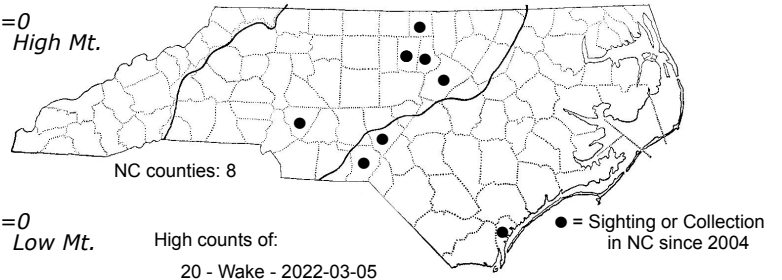 =0
High Mt.
NC counties: 8
=0
Low Mt.
High counts of:
20 - Wake - 2022-03-05
● = Sighting or Collection
in NC since 2004